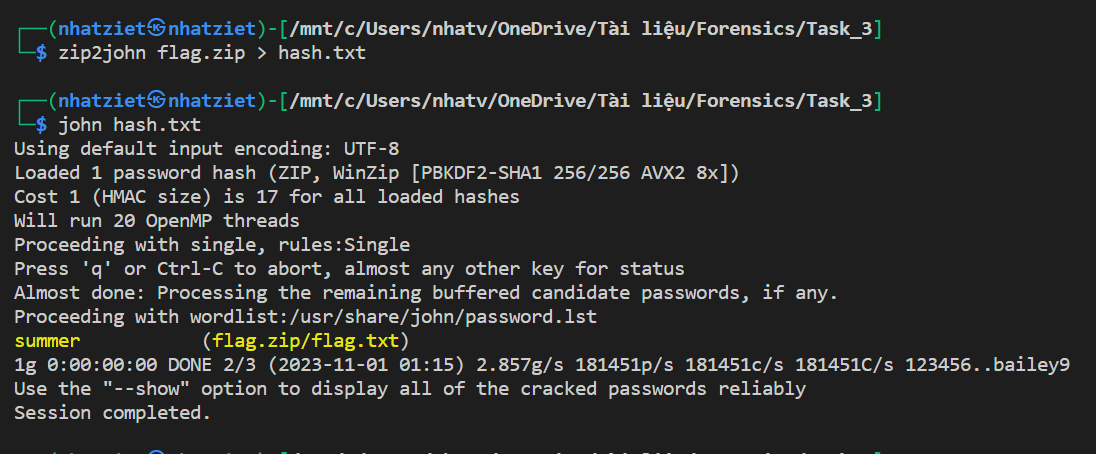 ┌──(nhatziet㉿nhatziet)-[/mnt/c/Users/nhatv/OneDrive/Tài liệu/Forensics/Task_3]
└─$ zip2john flag.zip > hash.txt
┌──(nhatziet㉿nhatziet)-[/mnt/c/Users/nhatv/OneDrive/Tài liệu/Forensics/Task_3]
└─$ john hash.txt
Using default input encoding: UTF-8
Loaded 1 password hash (ZIP, WinZip [PBKDF2-SHA1 256/256 AVX2 8x])
Cost 1 (HMAC size) is 17 for all loaded hashes
Will run 20 OpenMP threads
Proceeding with single, rules:Single
Press 'q' or Ctrl-C to abort, almost any other key for status
Almost done: Processing the remaining buffered candidate passwords, if any.
Proceeding with wordlist:/usr/share/john/password.lst
summer           (flag.zip/flag.txt)
1g 0:00:00:00 DONE 2/3 (2023-11-01 01:15) 2.857g/s 181451p/s 181451c/s 181451C/s 123456..bailey9
Use the "--show" option to display all of the cracked passwords reliably
Session completed.